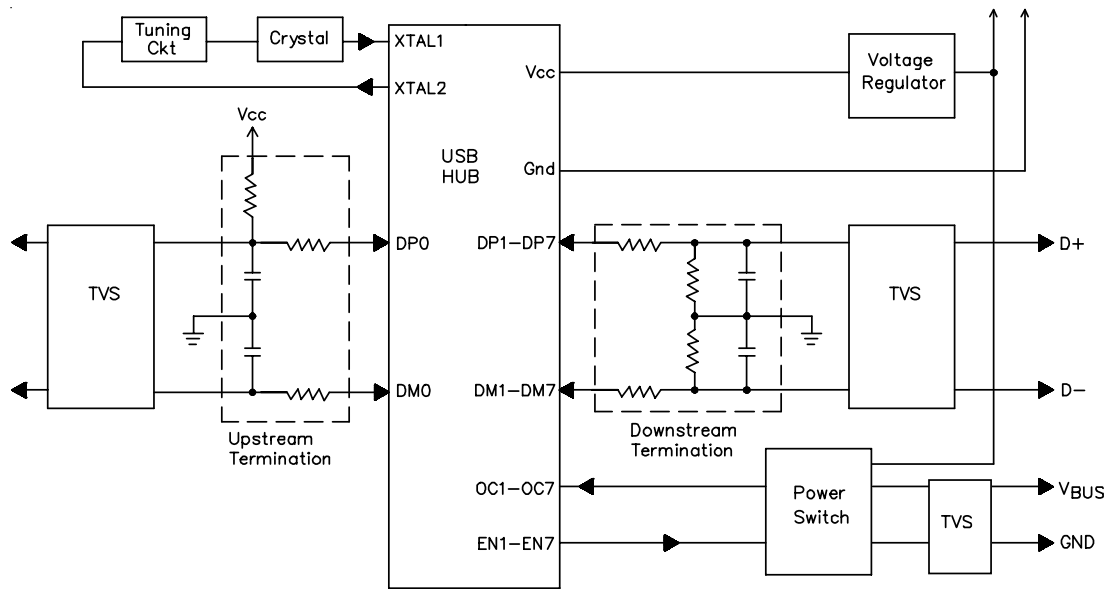 Tuning
Ckt
Crystal
XTAL1
XTAL2
Vcc
Voltage
Regulator
Vcc
USB
HUB
Gnd
TVS
DP0
DP1-DP7
TVS
D+
DM0
DM1-DM7
D-
Upstream
Termination
Downstream
Termination
OC1-OC7
Power
Switch
TVS
VBUS
EN1-EN7
GND